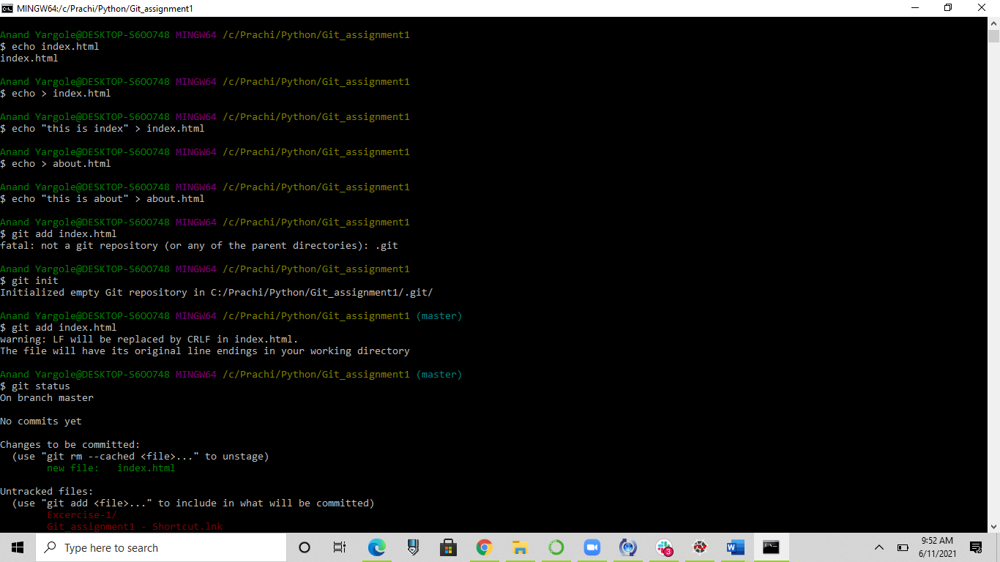 MINGW64:/c/Prachi/Python/Git_assignment1
Anand Yargole@DESKTOP-S6OO748 MINGW64 /c/Prachi/Python/Git_assignment1
$ echo index.html
index.html
Anand Yargole@DESKTOP-S6OO748 MINGW64 /c/Prachi/Python/Git_assignment1
$ echo > index.html
Anand Yargole@DESKTOP-S6OO748 MINGW64 /c/Prachi/Python/Git_assignment1
$ echo "this is index" > index.html
Anand Yargole@DESKTOP-S6OO748 MINGW64 /c/Prachi/Python/Git_assignment1
$ echo > about.html
Anand Yargole@DESKTOP-S6OO748 MINGW64 /c/Prachi/Python/Git_assignment1
$ echo "this is about" > about.html
Anand Yargole@DESKTOP-S6OO748 MINGW64 /c/Prachi/Python/Git_assignment1
$ git add index.html
fatal: not a git repository (or any of the parent directories): .git
Anand Yargole@DESKTOP-S6OO748 MINGW64 /c/Prachi/Python/Git_assignment1
$ git init
Initialized empty Git repository in C:/Prachi/Python/Git_assignment1/.git/
Anand Yargole@DESKTOP-S6OO748 MINGW64 /c/Prachi/Python/Git_assignment1 (master)
$ git add index.html
warning: LF will be replaced by CRLF in index.html.
The file will have its original line endings in your working directory
Anand Yargole@DESKTOP-S6OO748 MINGW64 /c/Prachi/Python/Git_assignment1 (master)
$ git status
On branch master
No commits yet
Changes to be committed:
  (use "git rm --cached <file>..." to unstage)
        new file:   index.html
Untracked files:
  (use "git add <file>..." to include in what will be committed)
        Excercise-1/
        Git_assignment1 - Shortcut.lnk
Type here to search
3
W
9:52 AM
6/11/2021